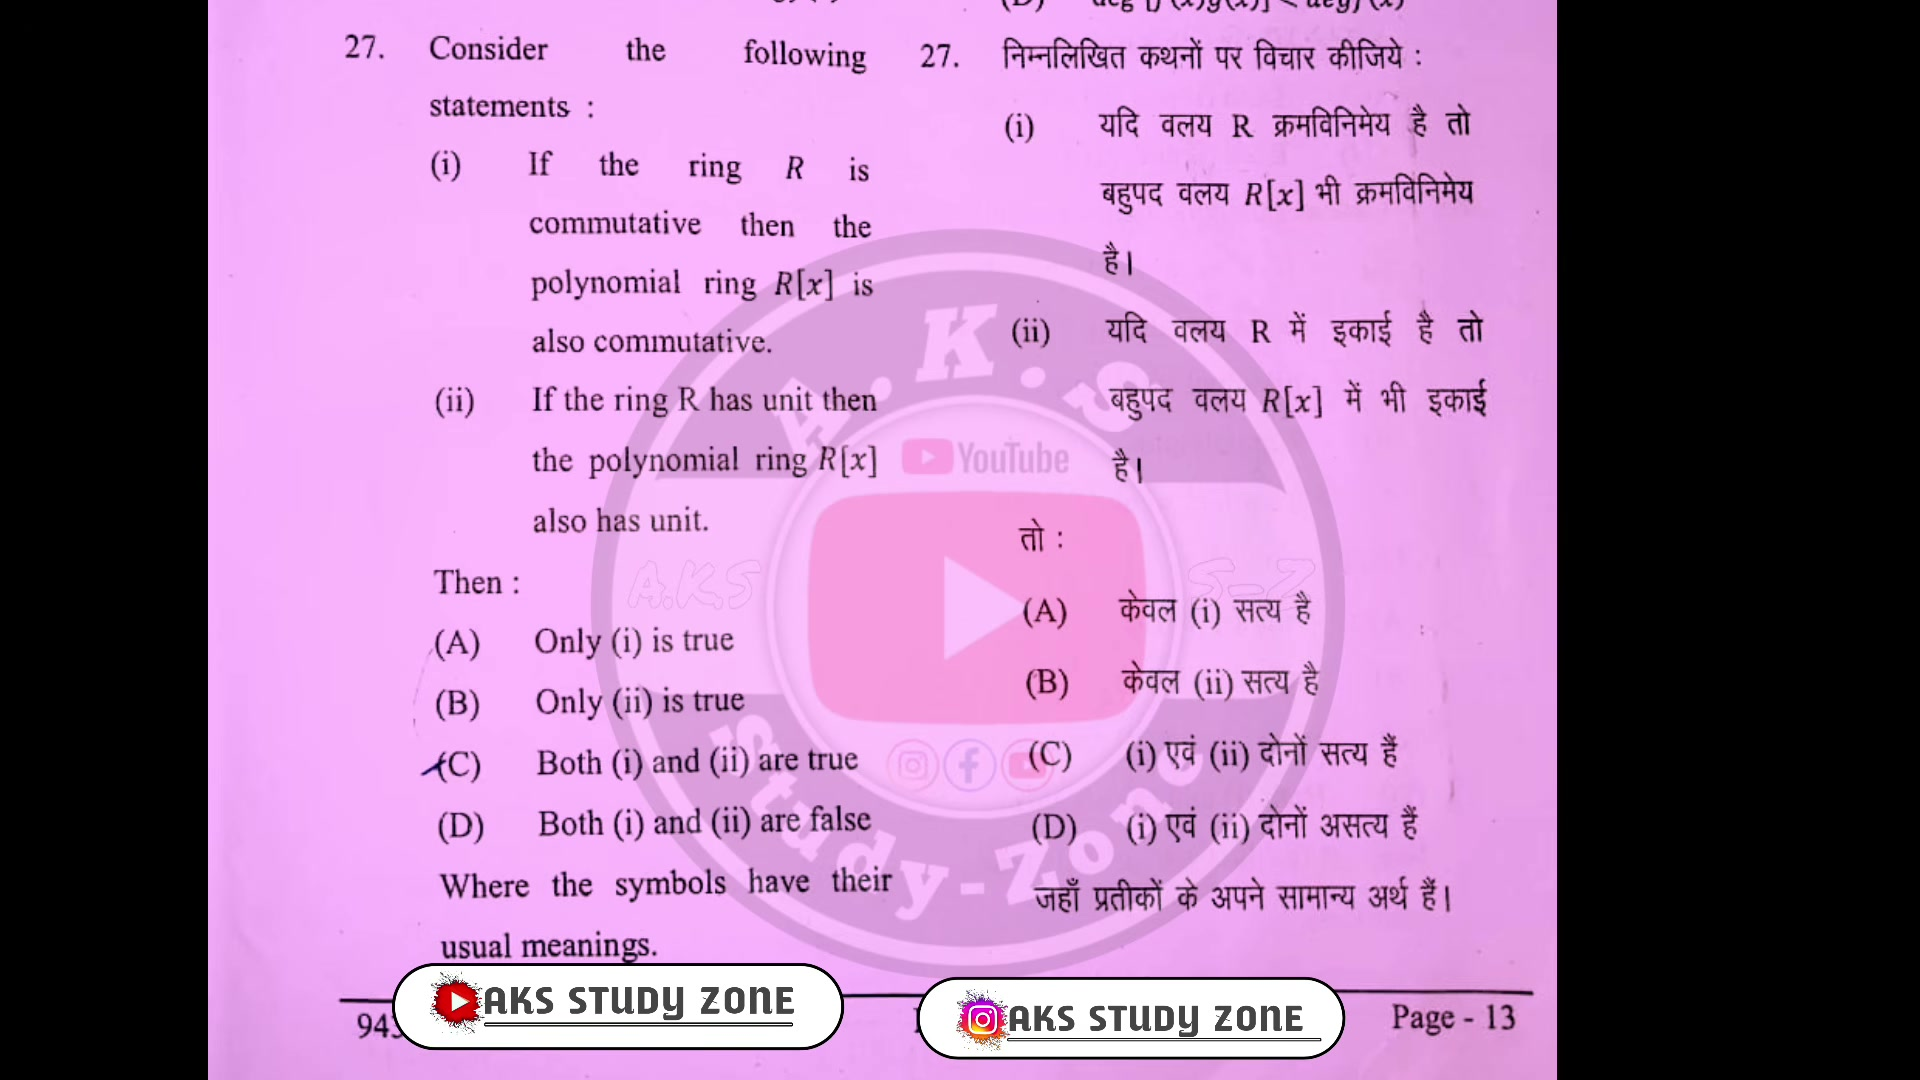 27. Consider the following
statements :
(i) If the ring R is
commutative then the
polynomial ring R[x] is
also commutative.
(ii) If the ring R has unit then
the polynomial ring R[x]
also has unit.
Then :
(A) Only (i) is true
(B) Only (ii) is true
(C) Both (i) and (ii) are true
(D) Both (i) and (ii) are false
Where the symbols have their
usual meanings.
27. निम्नलिखित कथनों पर विचार कीजिये :
(i) यदि वलय R क्रमविनिमेय है तो
बहुपद वलय R[x] भी क्रमविनिमेय
है।
(ii) यदि वलय R में इकाई है तो
बहुपद वलय R[x] में भी इकाई
है।
तो :
(A) केवल (i) सत्य है
(B) केवल (ii) सत्य है
(C) (i) एवं (ii) दोनों सत्य हैं
(D) (i) एवं (ii) दोनों असत्य हैं
जहाँ प्रतीकों के अपने सामान्य अर्थ हैं।
A.K.S
YouTube
A.K.S
S-Z
Study-Zone
AKS STUDY ZONE
AKS STUDY ZONE
Page - 13